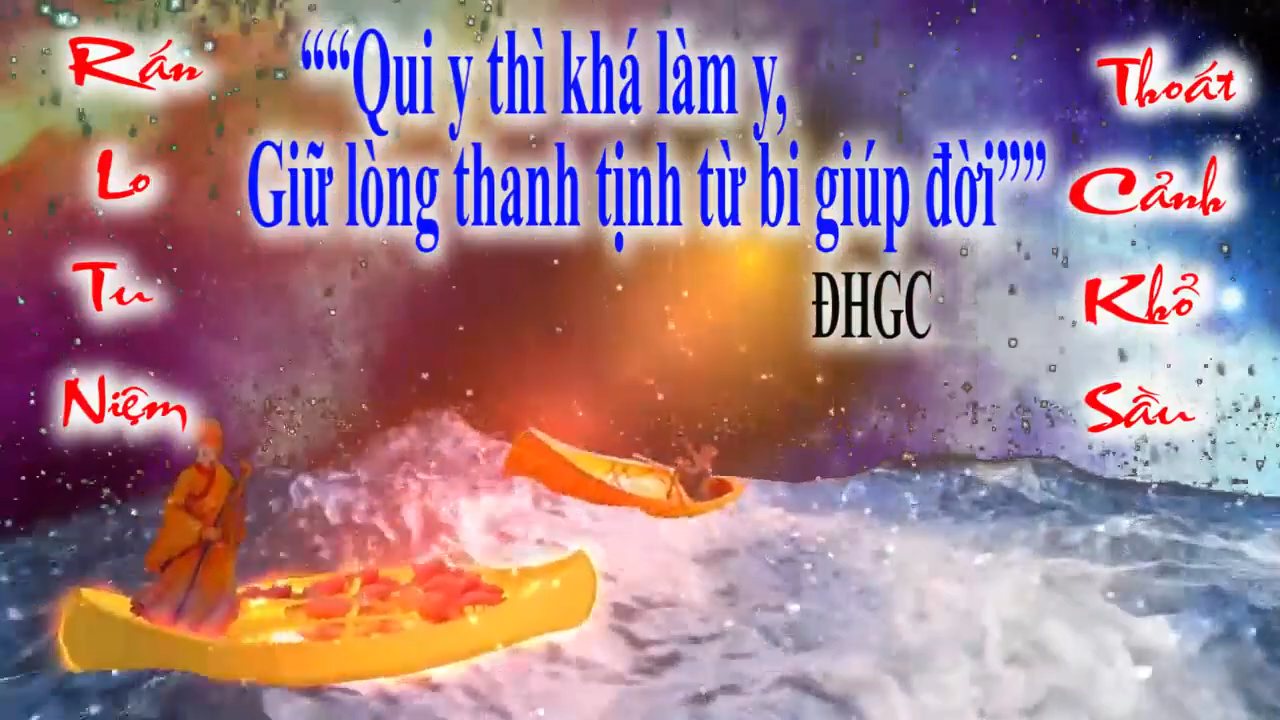 ““Qui y thì khá làm y,
Giữ lòng thanh tịnh từ bi giúp đời””
ĐHGC
Rán
Lo
Tu
Niệm
Thoát
Cảnh
Khổ
Sầu